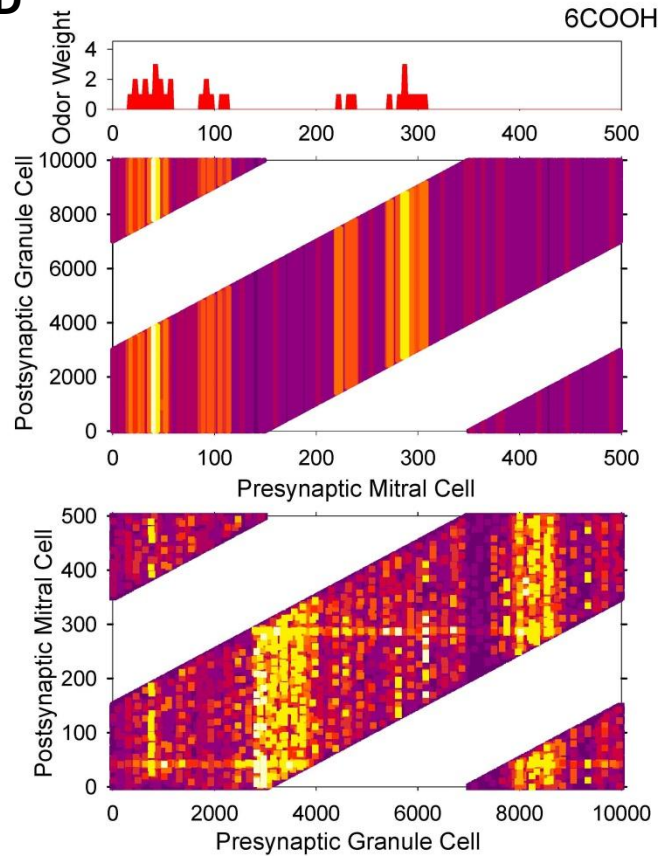 D
6COOH
Odor Weight
4
2
0
0 100 200 300 400 500
Postsynaptic Granule Cell
10000
8000
6000
4000
2000
0
0 100 200 300 400 500
Presynaptic Mitral Cell
Postsynaptic Mitral Cell
500
400
300
200
100
0
0 2000 4000 6000 8000 10000
Presynaptic Granule Cell